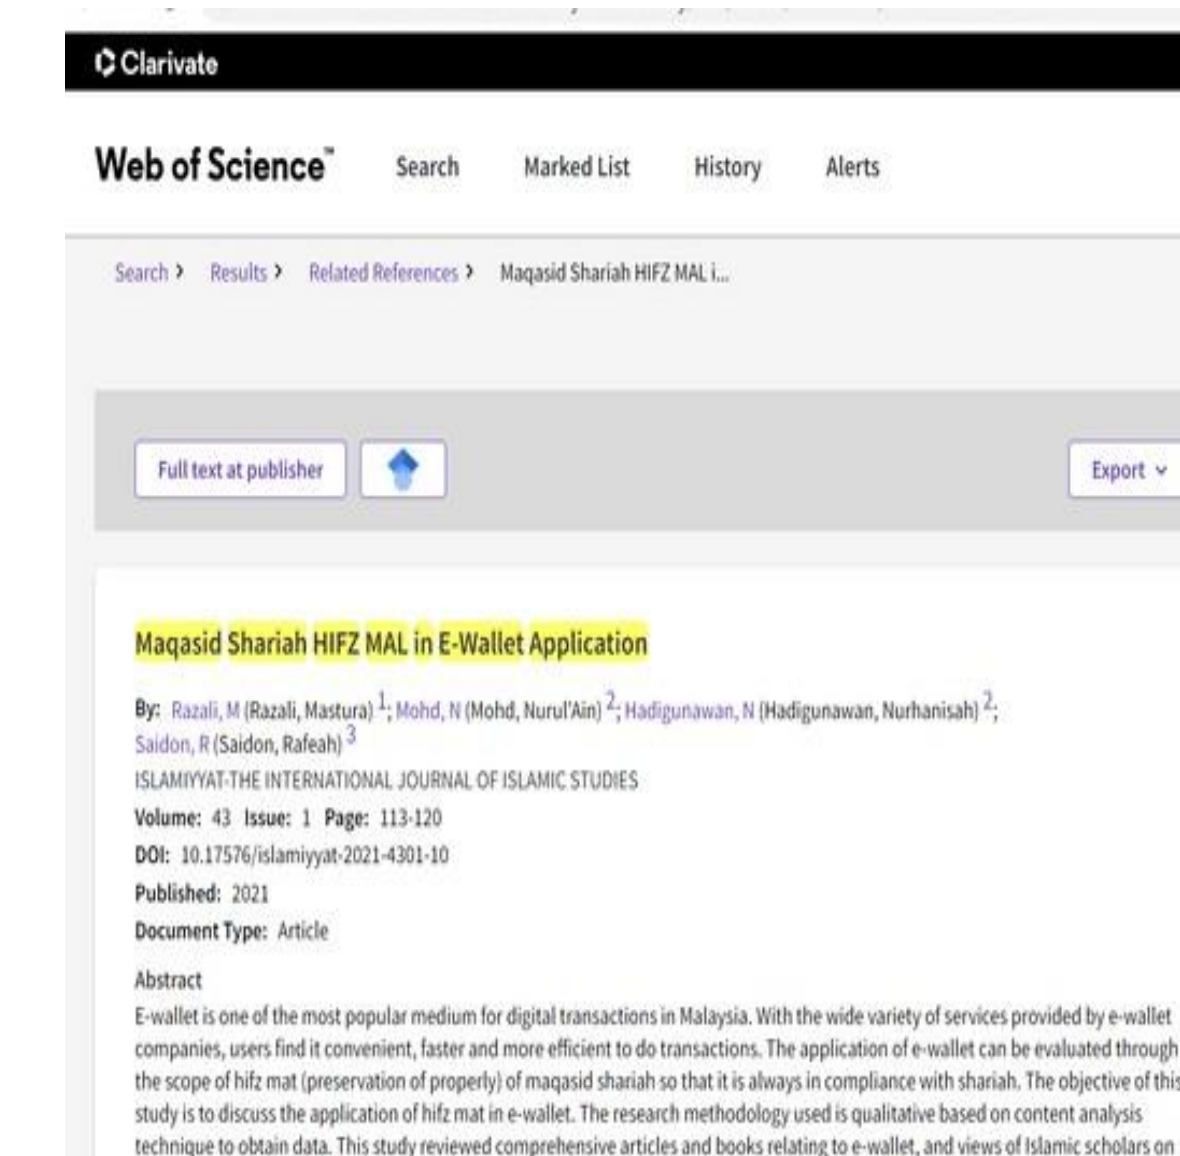 Clarivate
Web of Science™ Search Marked List History Alerts
Search > Results > Related References > Maqasid Shariah HIFZ MAL i...
Full text at publisher Export
Maqasid Shariah HIFZ MAL in E-Wallet Application
By: Razali, M (Razali, Mastura) 1; Mohd, N (Mohd, Nurul'Ain) 2; Hadigunawan, N (Hadigunawan, Nurhanisah) 2;
Saidon, R (Saidon, Rafeah) 3
ISLAMIYYAT-THE INTERNATIONAL JOURNAL OF ISLAMIC STUDIES
Volume: 43 Issue: 1 Page: 113-120
DOI: 10.17576/islamiyyat-2021-4301-10
Published: 2021
Document Type: Article
Abstract
E-wallet is one of the most popular medium for digital transactions in Malaysia. With the wide variety of services provided by e-wallet
companies, users find it convenient, faster and more efficient to do transactions. The application of e-wallet can be evaluated through
the scope of hifz mat (preservation of properly) of maqasid shariah so that it is always in compliance with shariah. The objective of this
study is to discuss the application of hifz mat in e-wallet. The research methodology used is qualitative based on content analysis
technique to obtain data. This study reviewed comprehensive articles and books relating to e-wallet, and views of Islamic scholars on